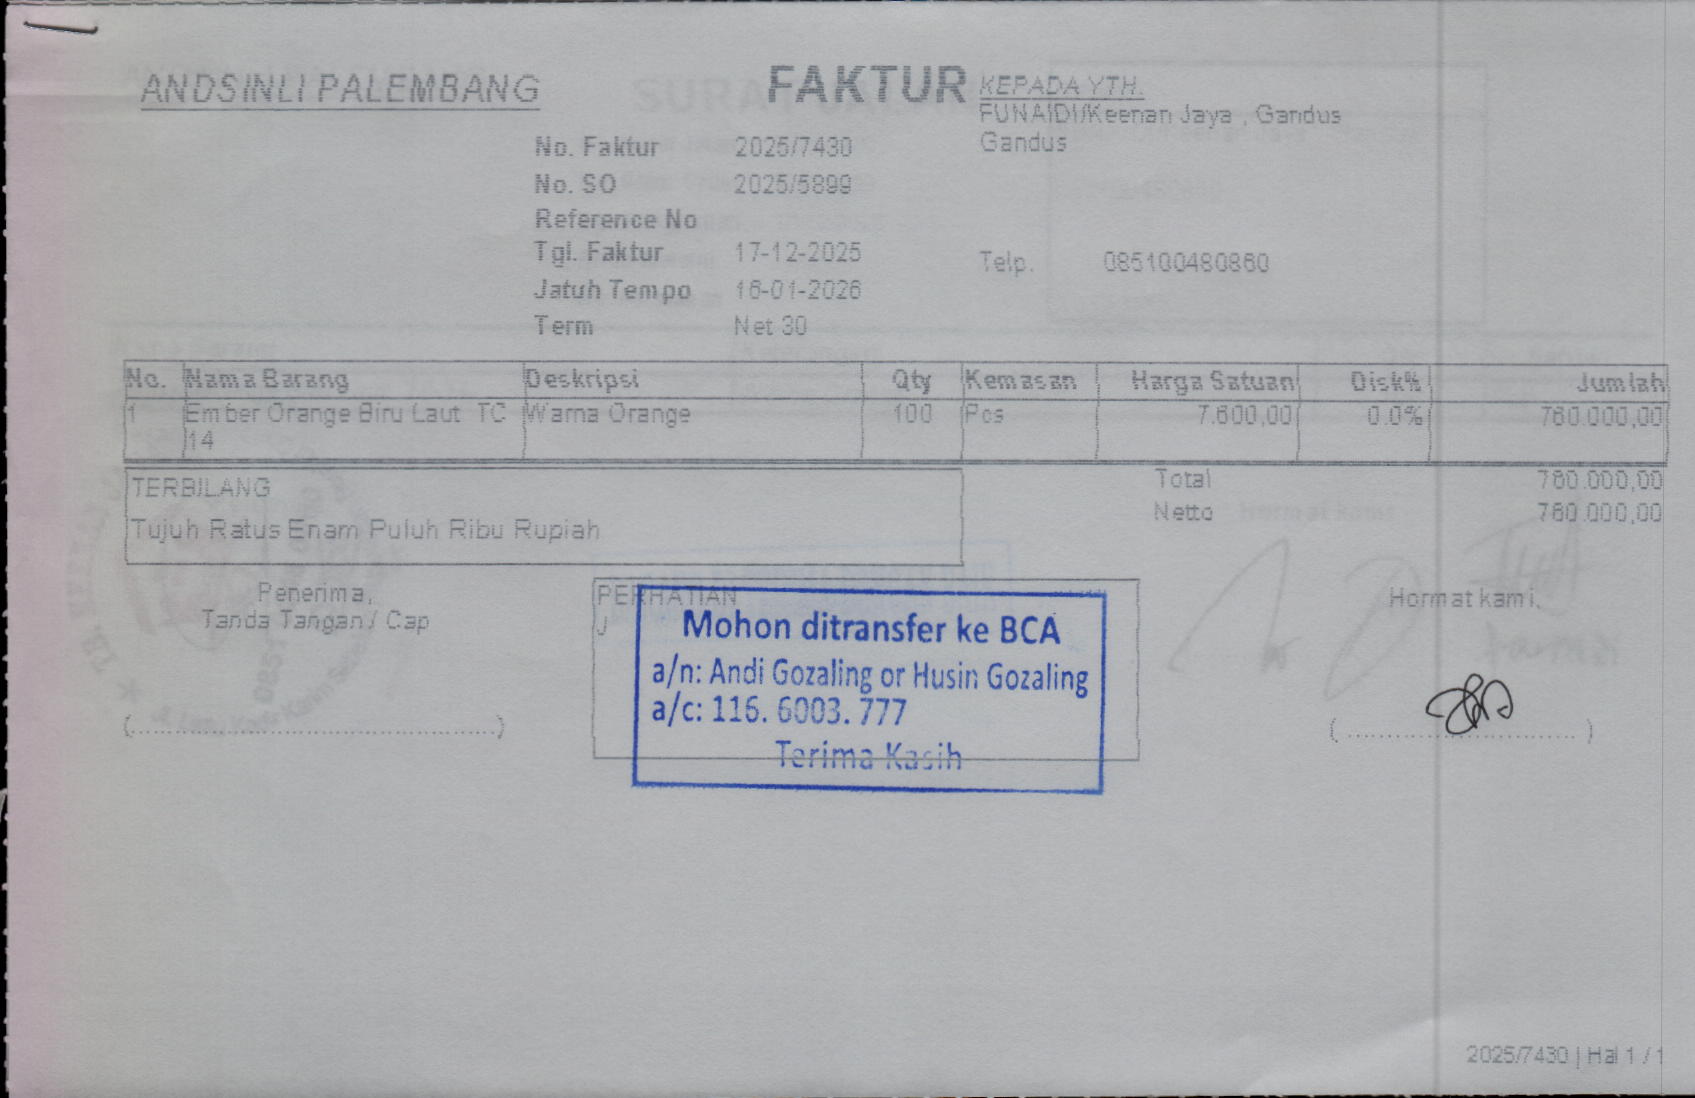 ANDSINLI PALEMBANG
FAKTUR
KEPADA YTH.
FUNAIDI/Keenan Jaya , Gandus
Gandus
No. Faktur 2025/7430
No. SO 2025/5899
Reference No
Tgl. Faktur 17-12-2025
Telp. 085100480860
Jatuh Tempo 16-01-2026
Term Net 30
No. Nama Barang Deskripsi Qty Kemasan Harga Satuan Disk% Jumlah
1 Ember Orange Biru Laut TC Warna Orange 100 Pcs 7.600,00 0.0% 760.000,00
14
TERBILANG
Total 760.000,00
Tujuh Ratus Enam Puluh Ribu Rupiah
Netto 760.000,00
Penerima,
Tanda Tangan / Cap
PERHATIAN
J
Mohon ditransfer ke BCA
a/n: Andi Gozaling or Husin Gozaling
a/c: 116. 6003. 777
Terima Kasih
Hormat kami,
(................................................)
(................................)
2025/7430 | Hal 1 / 1